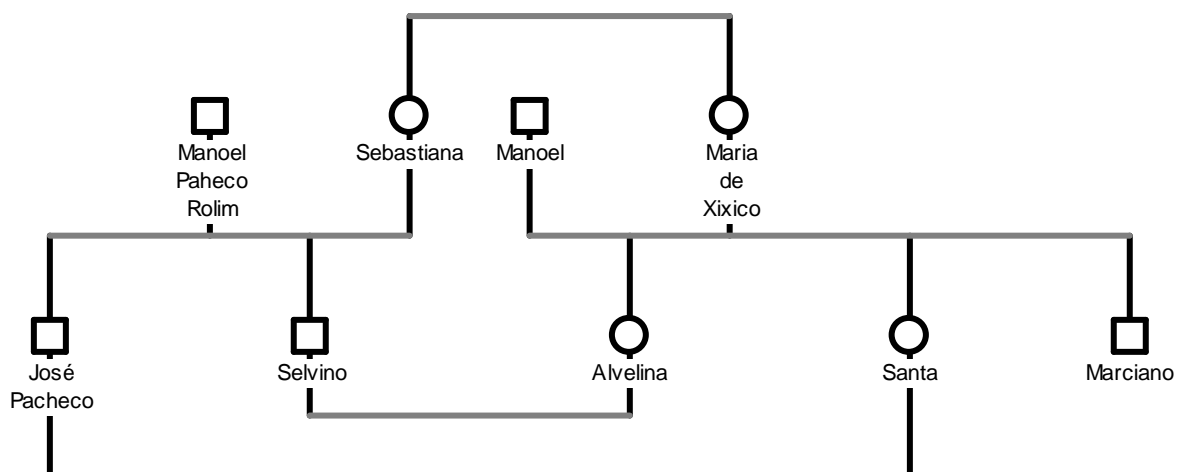 Manoel
Paheco
Rolim
Sebastiana
Manoel
Maria
de
Xixico
José
Pacheco
Selvino
Alvelina
Santa
Marciano